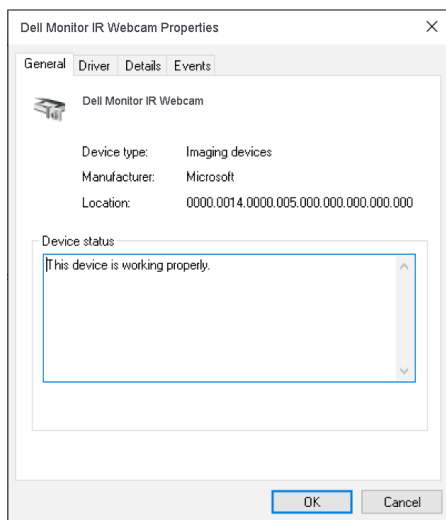 Dell Monitor IR Webcam Properties
General Driver Details Events
Dell Monitor IR Webcam
Device type: Imaging devices
Manufacturer: Microsoft
Location: 0000.0014.0000.005.000.000.000.000.000
Device status
This device is working properly.
OK Cancel